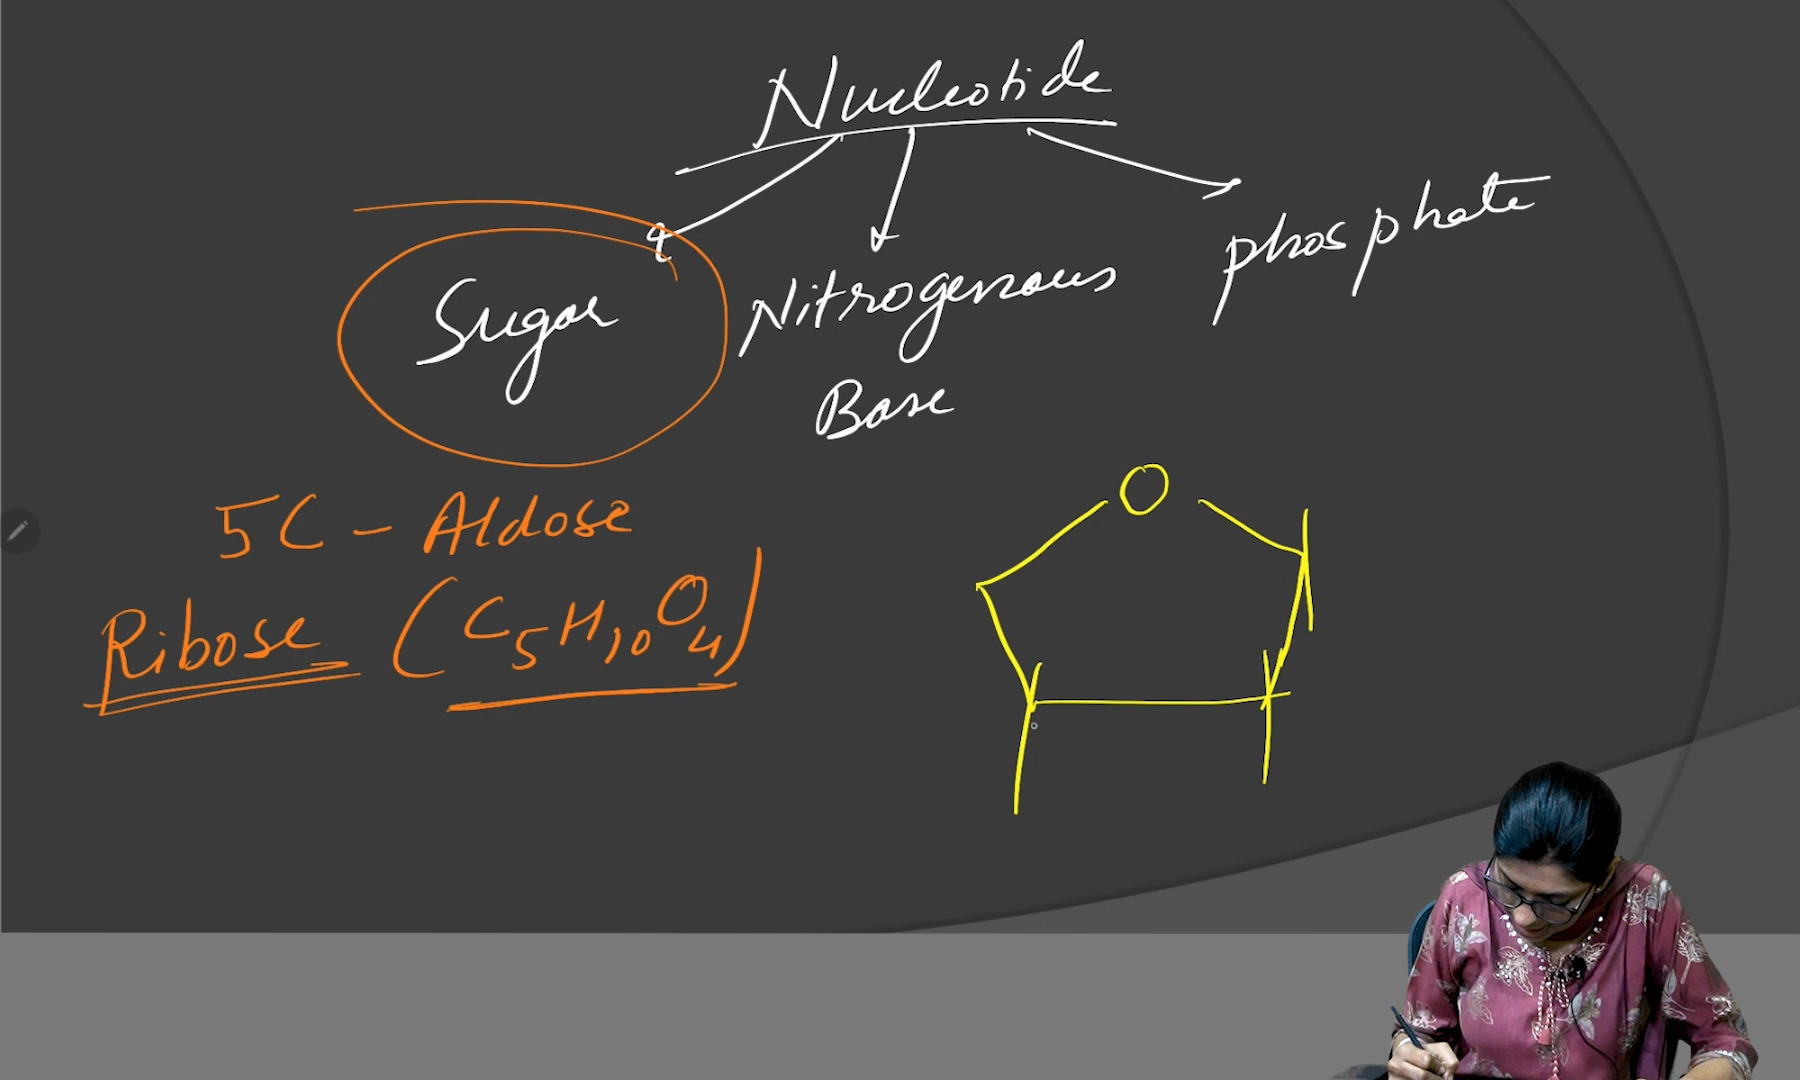 Nucleotide
Sugar Nitrogenous Base phosphate
5C - Aldose
Ribose (C₅H₁₀O₄)
O